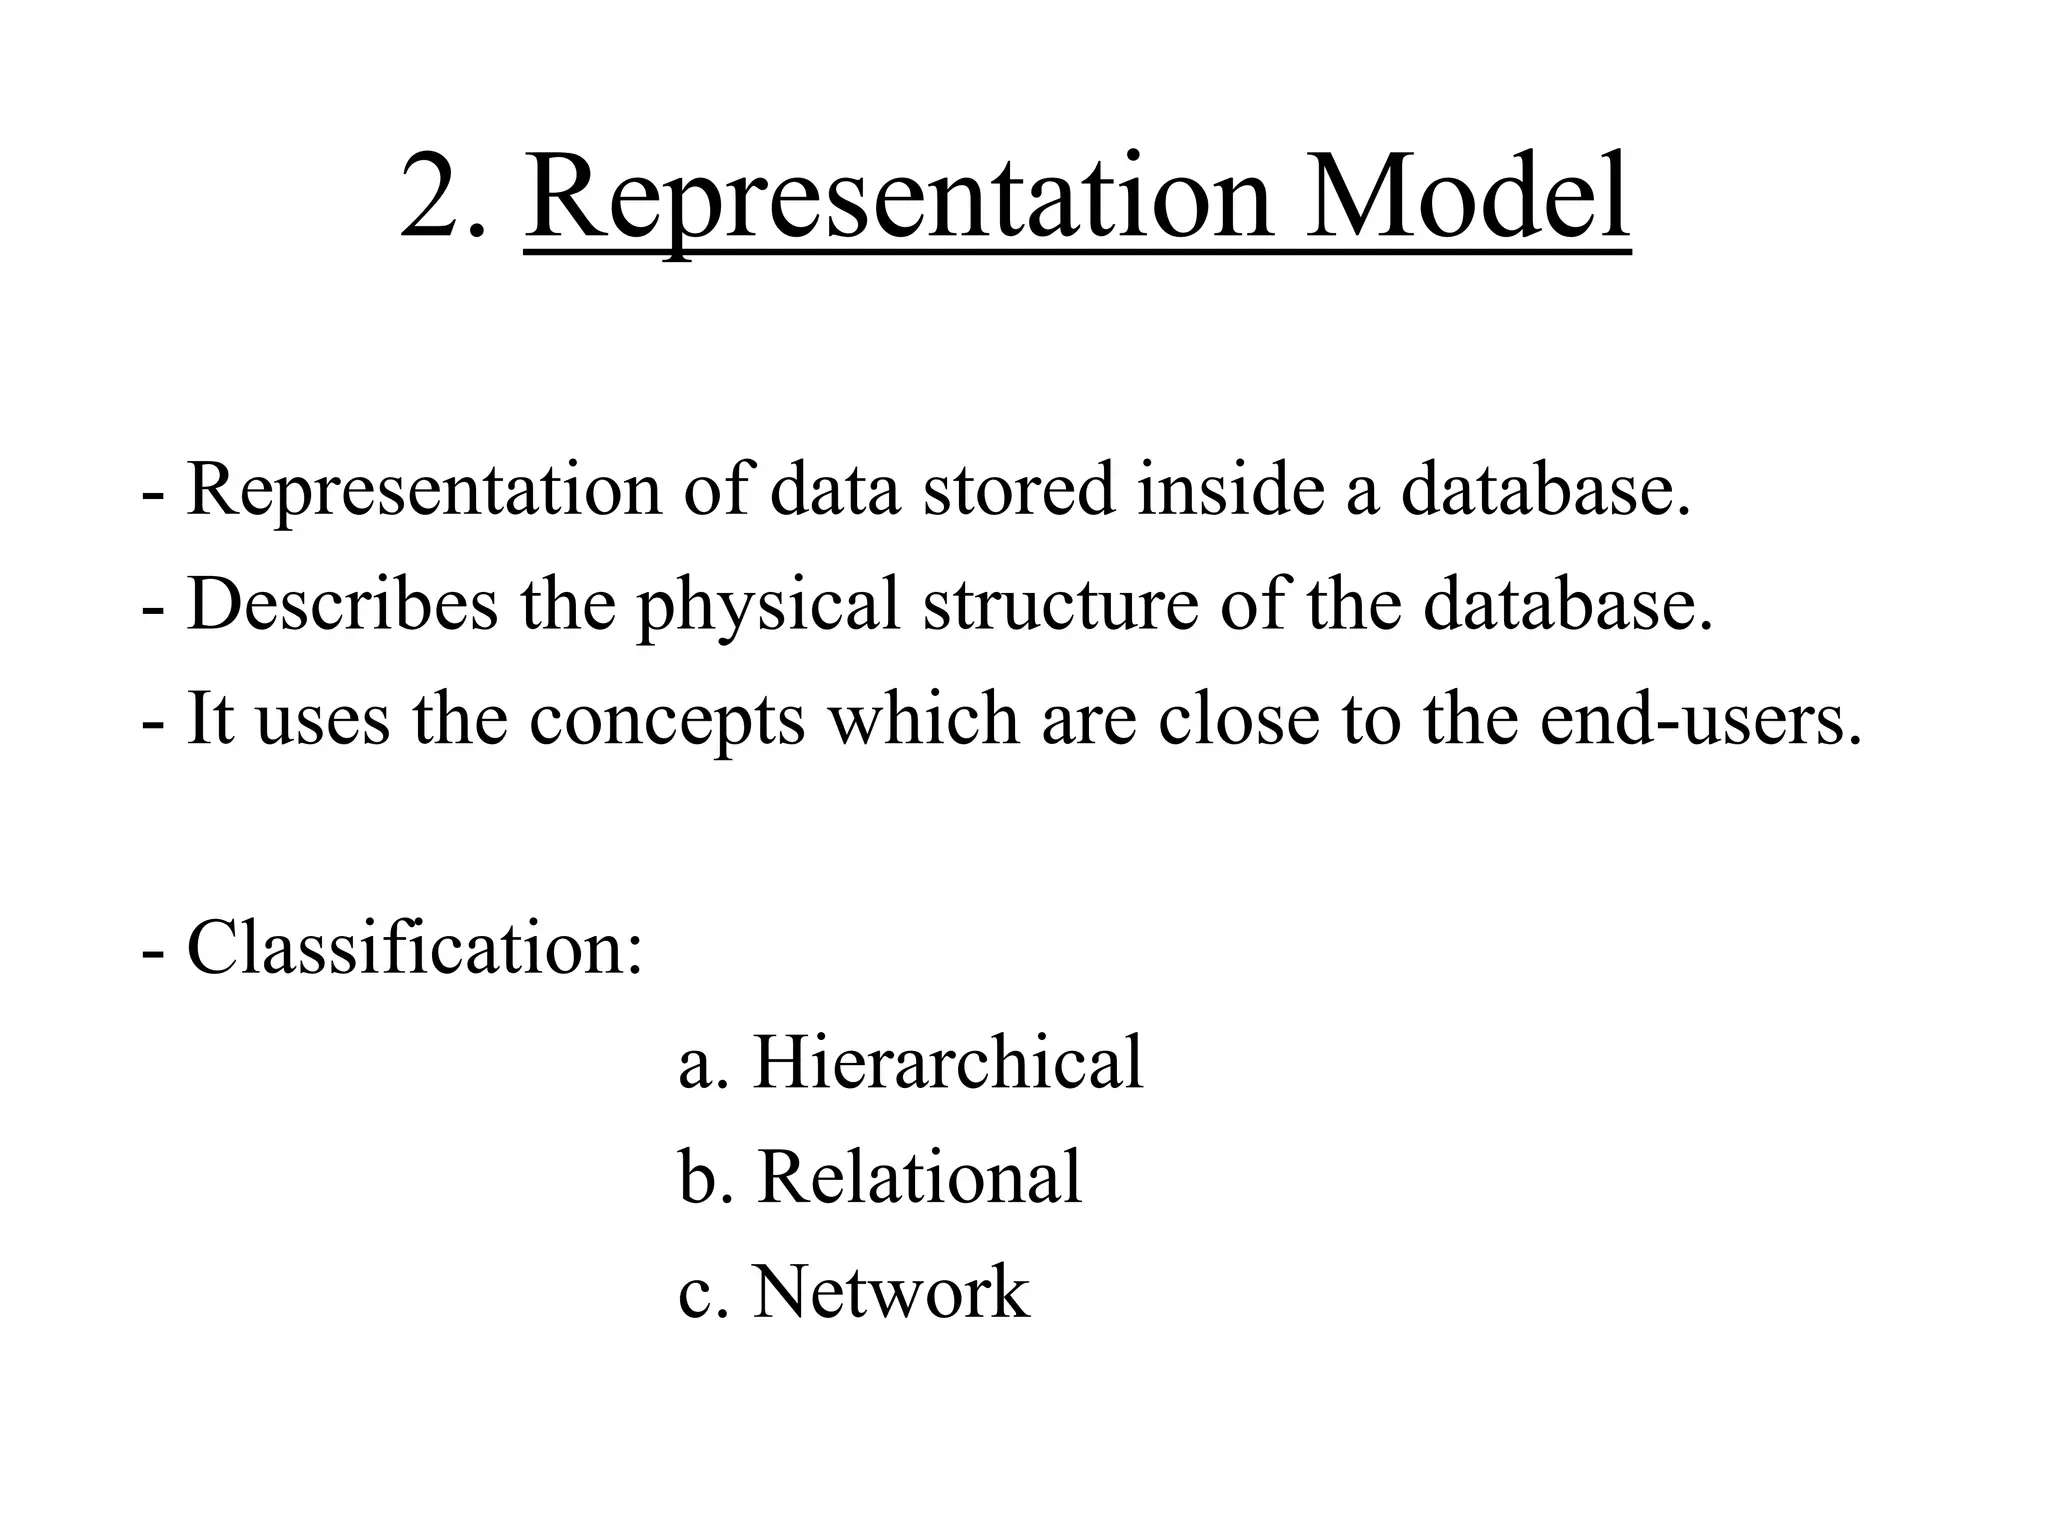 2. Representation Model
- Representation of data stored inside a database.
- Describes the physical structure of the database.
- It uses the concepts which are close to the end-users.
- Classification:
a. Hierarchical
b. Relational
c. Network